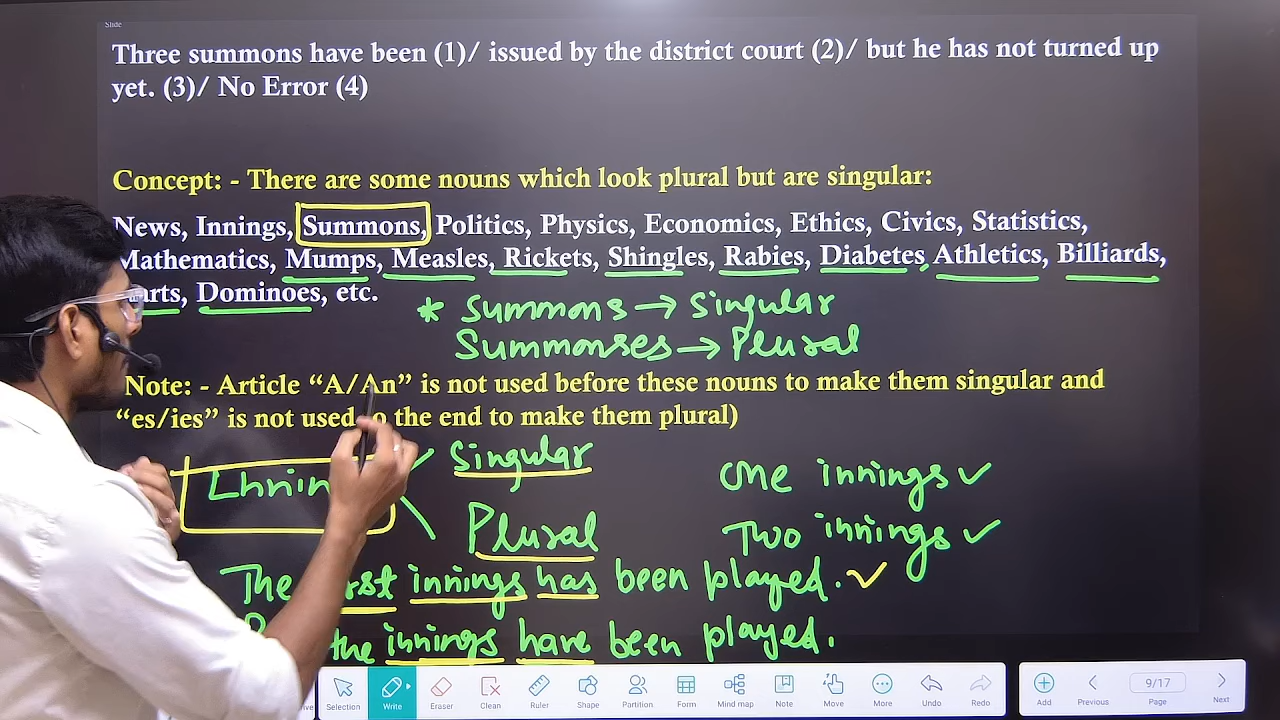 Slide
Three summons have been (1)/ issued by the district court (2)/ but he has not turned up
yet. (3)/ No Error (4)
Concept: - There are some nouns which look plural but are singular:
News, Innings, Summons, Politics, Physics, Economics, Ethics, Civics, Statistics,
Mathematics, Mumps, Measles, Rickets, Shingles, Rabies, Diabetes, Athletics, Billiards,
Dominoes, etc.
* Summons → Singular
Summonses → Plural
Note: - Article “A/An” is not used before these nouns to make them singular and
“es/ies” is not used to the end to make them plural)
Singular
One innings ✓
Plural
Two innings ✓
The innings has been played. ✓
the innings have been played.
Selection Write Eraser Clean Ruler Shape Partition Form Mind map Note Move More Undo Redo
Add Previous 9/17 Page Next